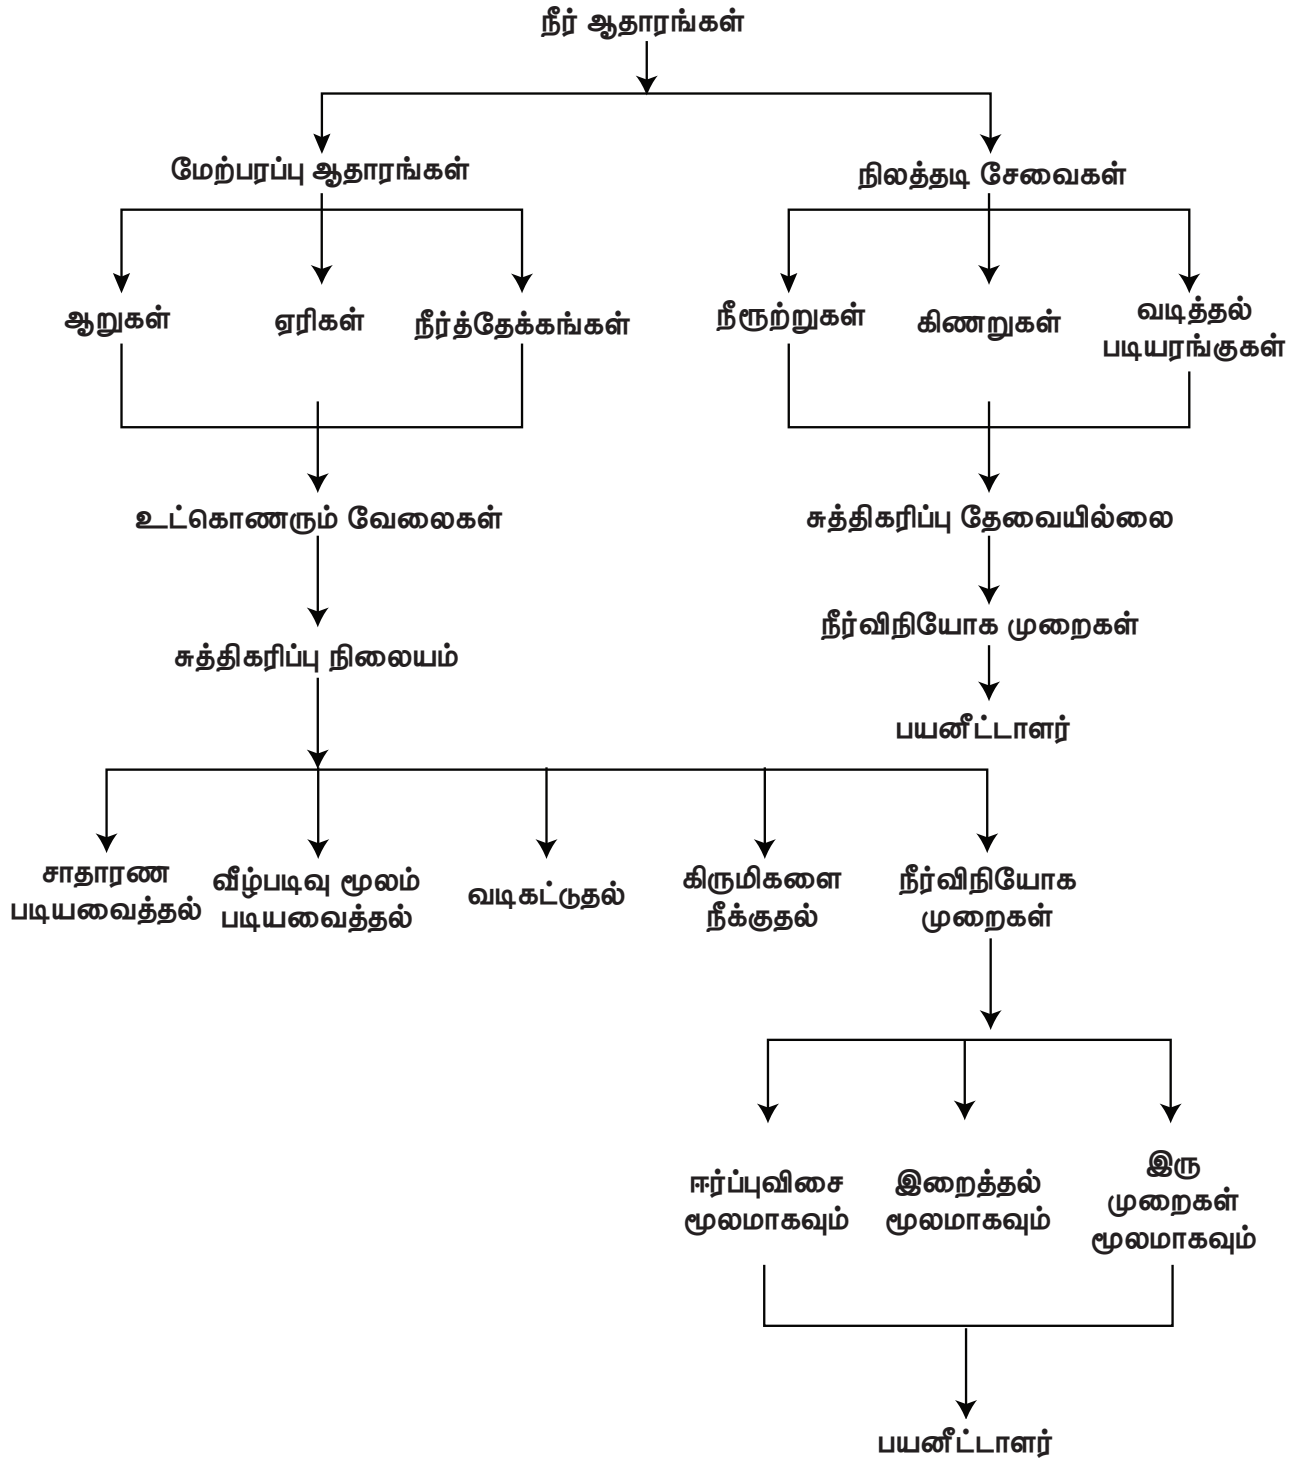 நீர் ஆதாரங்கள்
மேற்பரப்பு ஆதாரங்கள்
நிலத்தடி சேவைகள்
ஆறுகள்
ஏரிகள்
நீர்த்தேக்கங்கள்
நீரூற்றுகள்
கிணறுகள்
வடித்தல்
படியரங்குகள்
உட்கொணரும் வேலைகள்
சுத்திகரிப்பு தேவையில்லை
சுத்திகரிப்பு நிலையம்
நீர்விநியோக முறைகள்
பயனீட்டாளர்
சாதாரண
படியவைத்தல்
வீழ்படிவு மூலம்
படியவைத்தல்
வடிகட்டுதல்
கிருமிகளை
நீக்குதல்
நீர்விநியோக
முறைகள்
ஈர்ப்புவிசை
மூலமாகவும்
இறைத்தல்
மூலமாகவும்
இரு
முறைகள்
மூலமாகவும்
பயனீட்டாளர்